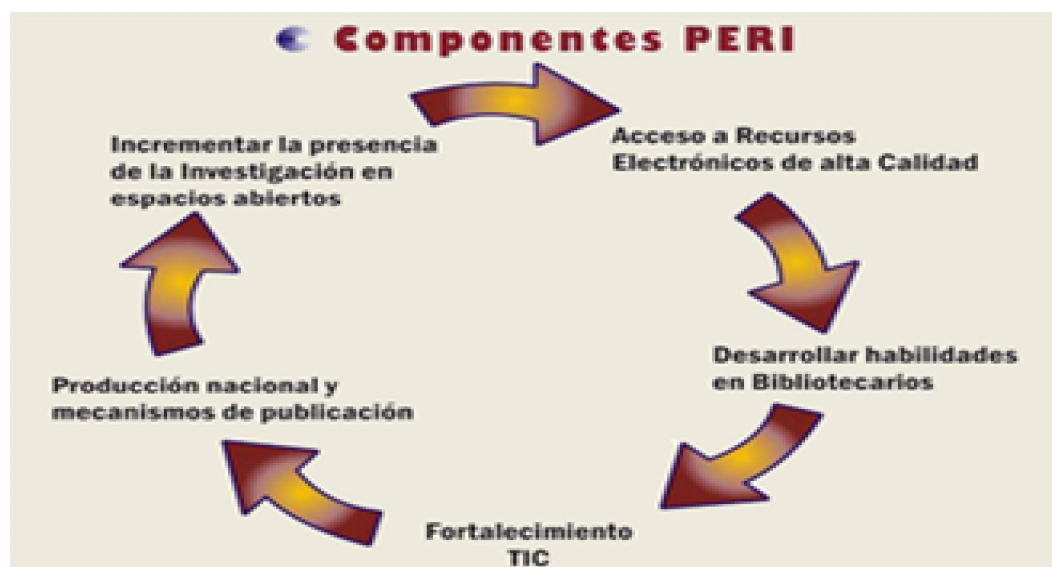 Componentes PERI
Incrementar la presencia
de la Investigación en
espacios abiertos
Acceso a Recursos
Electrónicos de alta Calidad
Desarrollar habilidades
en Bibliotecarios
Fortalecimiento
TIC
Producción nacional y
mecanismos de publicación